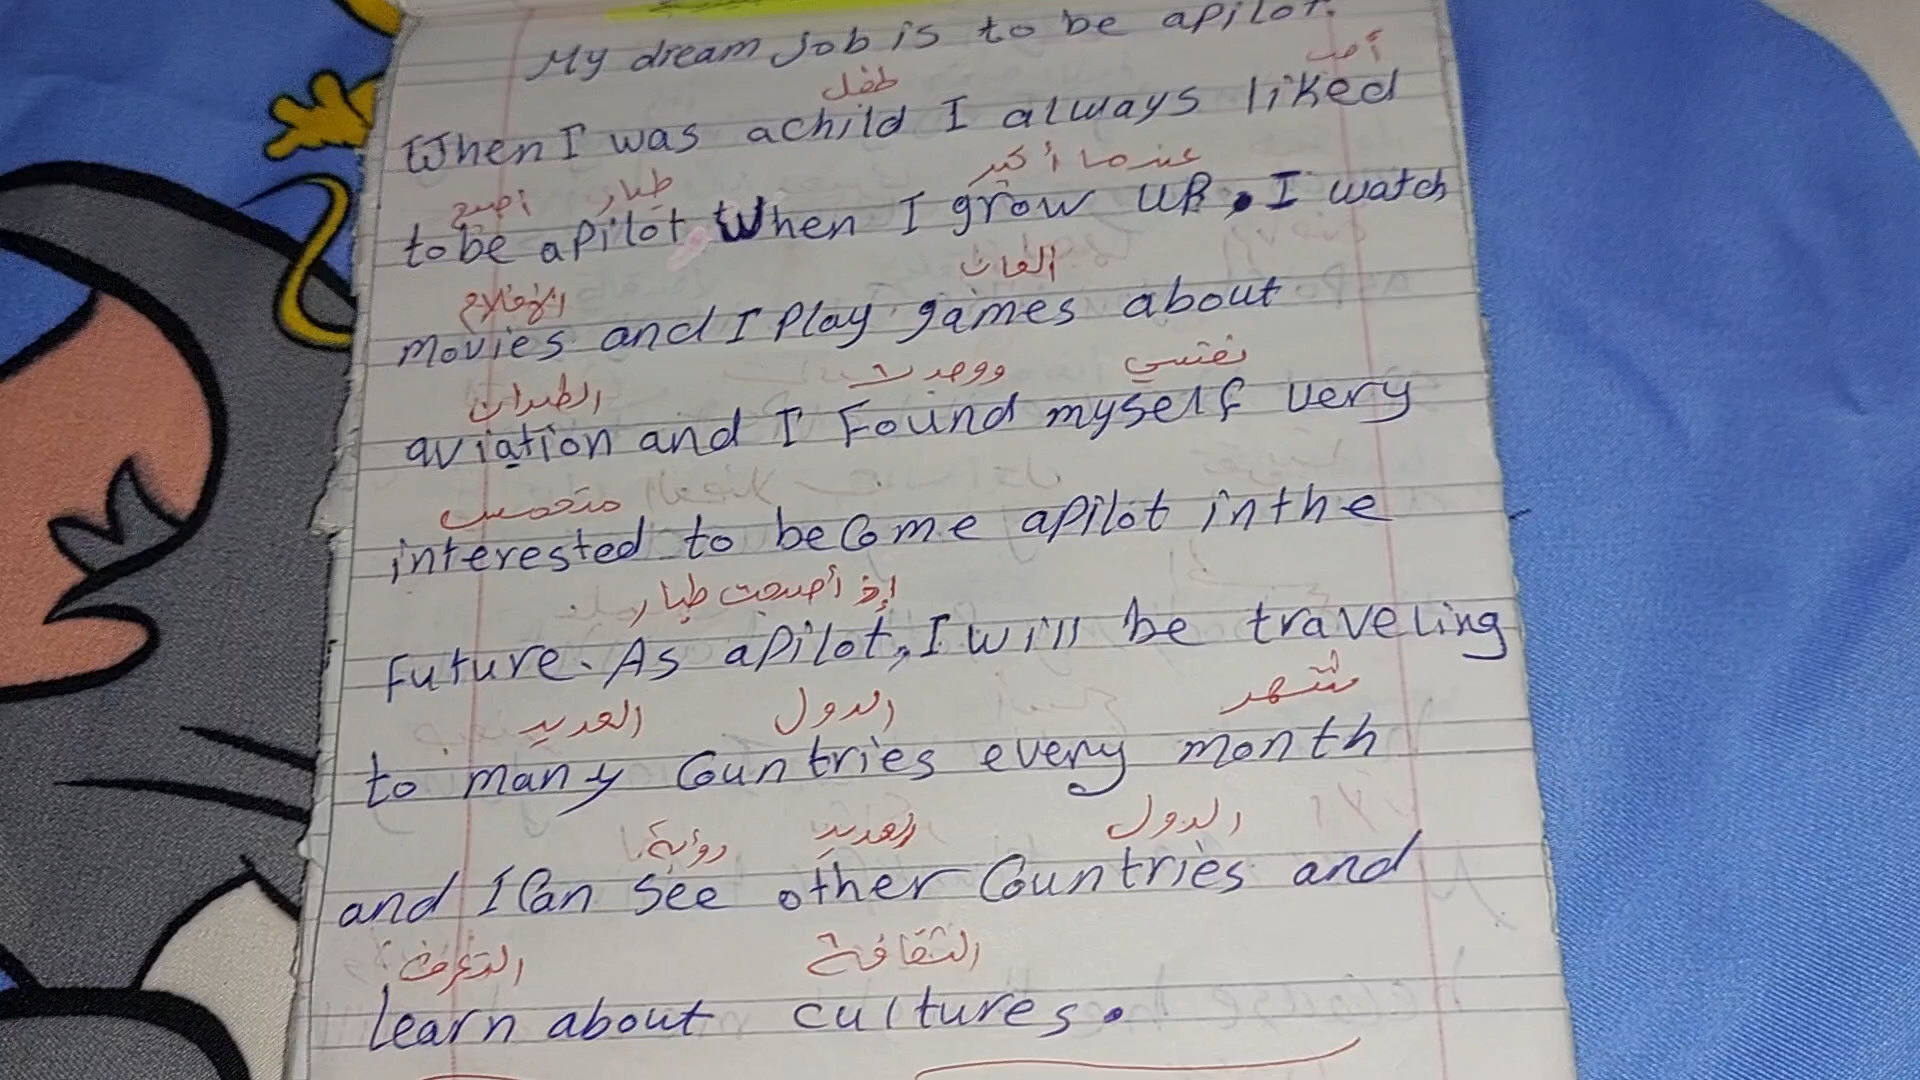 My dream job is to be apilot.
أحب
طفل
When I was achild I always liked
عندما أكبر
طيار
أصبح
to be apilot, When I grow up, I watch
ألعاب
الأفلام
movies and I play games about
نفسي
ووجدت
الطيران
aviation and I Found myself very
متحمس
interested to become apilot in the
إذ أصبحت طيار
Future. As apilot, I will be traveling
شهر
الدول
العديد
to many Countries every month
الدول
العديد
رؤية
and I Can see other Countries and
الثقافة
التعرف
learn about cultures.